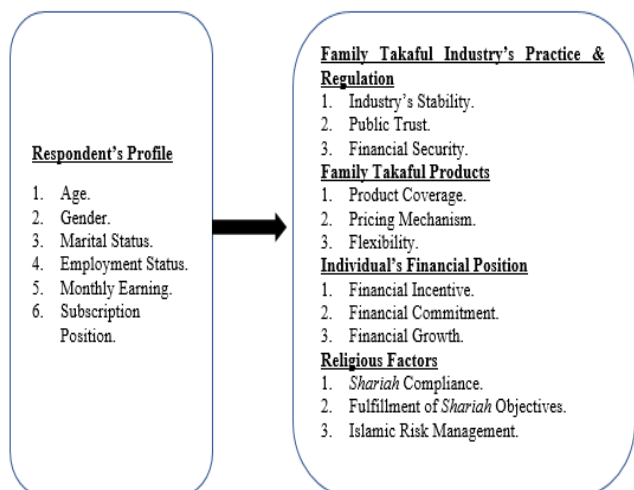 Respondent's Profile
1. Age.
2. Gender.
3. Marital Status.
4. Employment Status.
5. Monthly Earning.
6. Subscription
Position.
Family Takaful Industry's Practice &
Regulation
1. Industry's Stability.
2. Public Trust.
3. Financial Security.
Family Takaful Products
1. Product Coverage.
2. Pricing Mechanism.
3. Flexibility.
Individual's Financial Position
1. Financial Incentive.
2. Financial Commitment.
3. Financial Growth.
Religious Factors
1. Shariah Compliance.
2. Fulfillment of Shariah Objectives.
3. Islamic Risk Management.